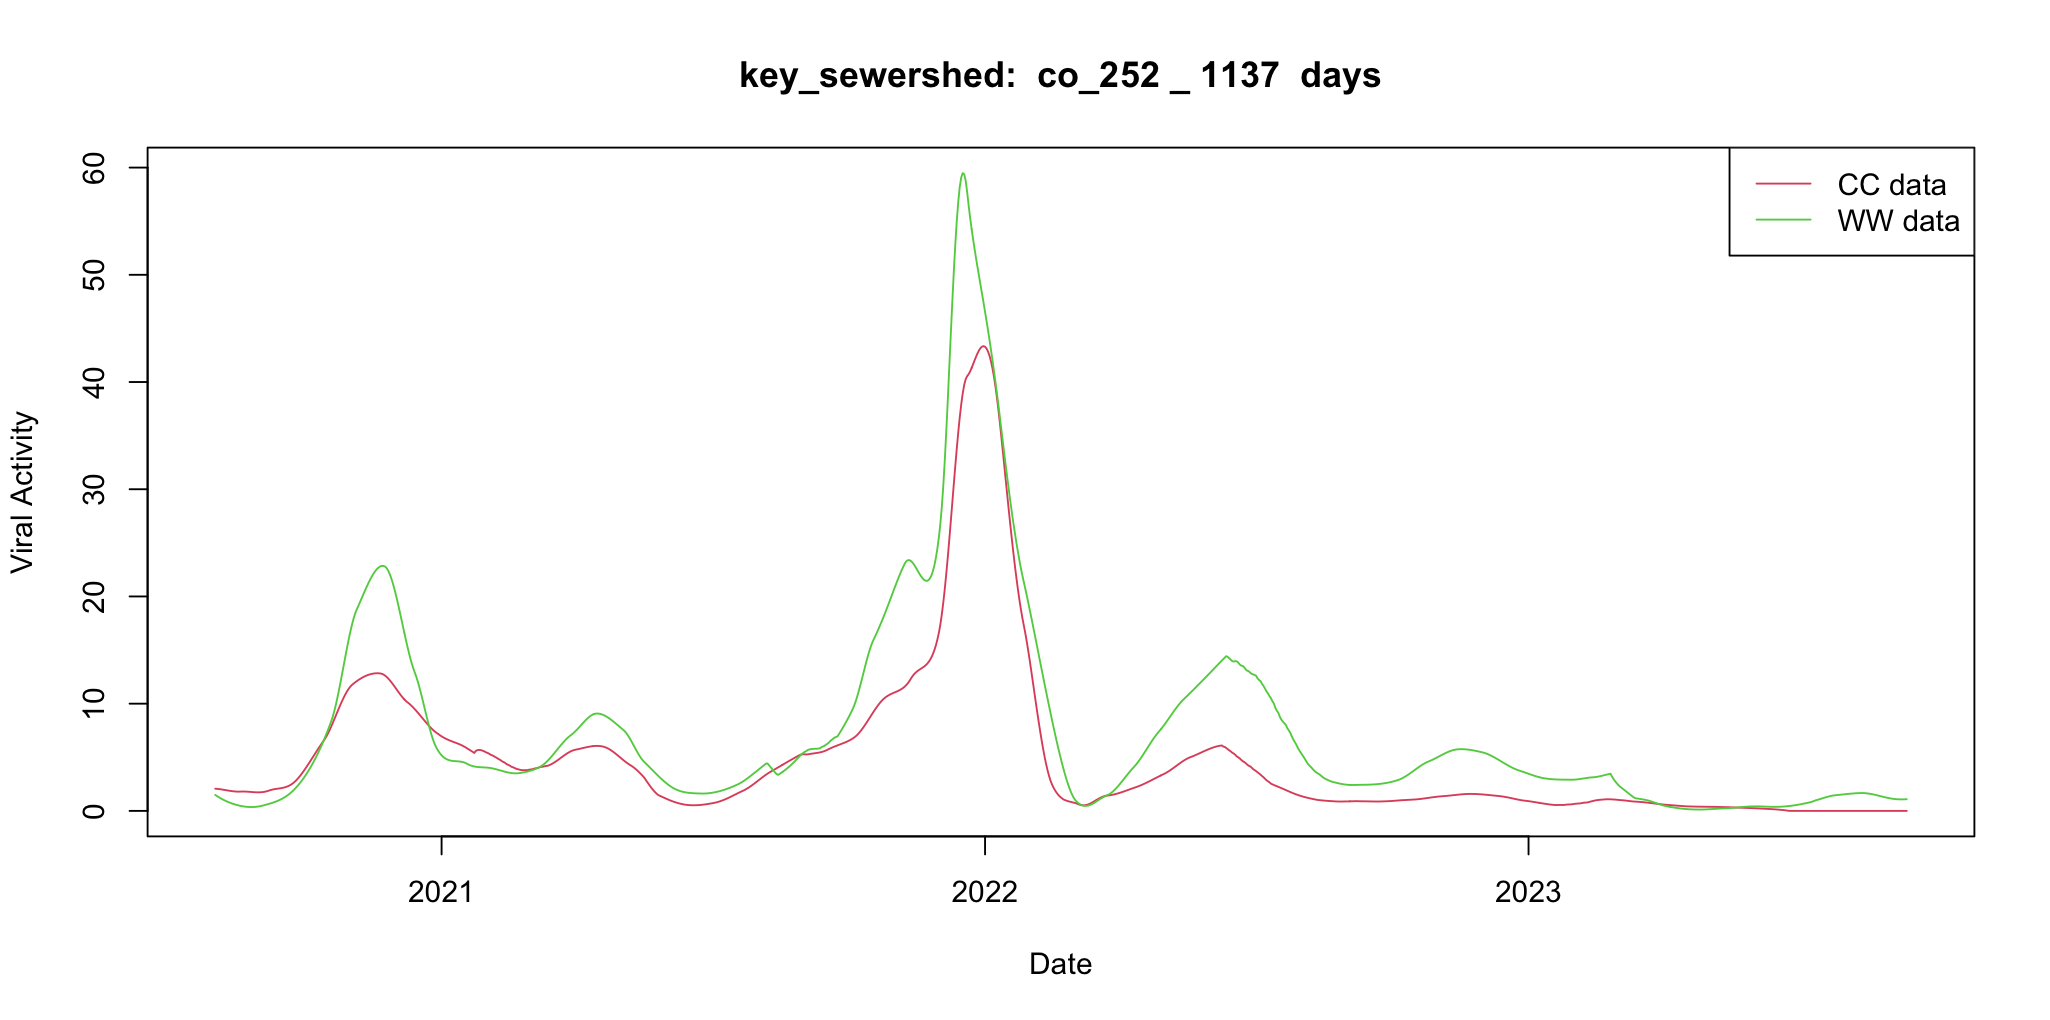 key_sewershed:  co_252 _ 1137  days
CC data
WW data
Viral Activity
60
50
40
30
20
10
0
2021
2022
2023
Date